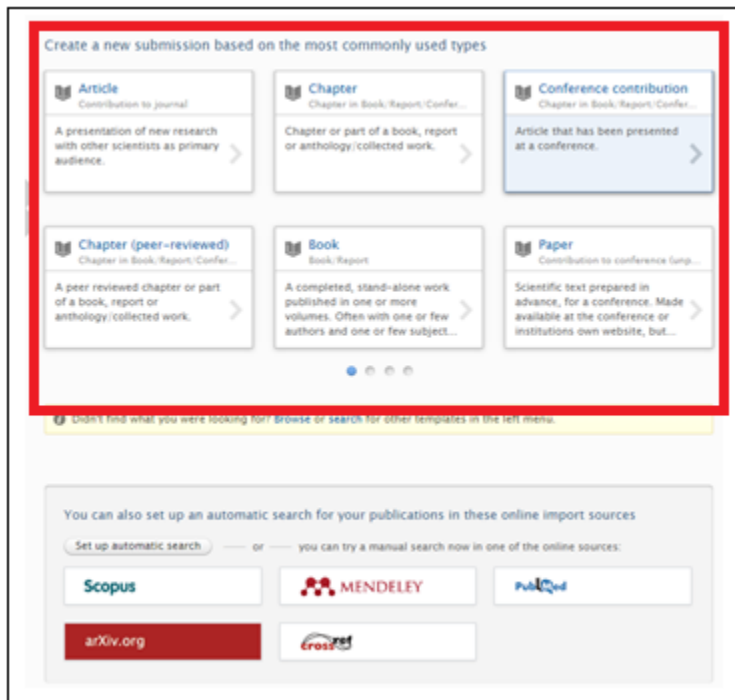 Create a new submission based on the most commonly used types
Article
Contribution to journal
A presentation of new research
with other scientists as primary
audience.
Chapter
Chapter in Book/Report/Confer...
Chapter or part of a book, report
or anthology/collected work.
Conference contribution
Chapter in Book/Report/Confer...
Article that has been presented
at a conference.
Chapter (peer-reviewed)
Chapter in Book/Report/Confer...
A peer reviewed chapter or part
of a book, report or
anthology/collected work.
Book
Book/Report
A completed, stand-alone work
published in one or more
volumes. Often with one or few
authors and one or few subject...
Paper
Contribution to conference (unp...
Scientific text prepared in
advance, for a conference. Made
available at the conference or
institutions own website, but...
Didn't find what you were looking for? Browse or search for other templates in the left menu.
You can also set up an automatic search for your publications in these online import sources
Set up automatic search or you can try a manual search now in one of the online sources:
Scopus
MENDELEY
PubMed
arXiv.org
crossref